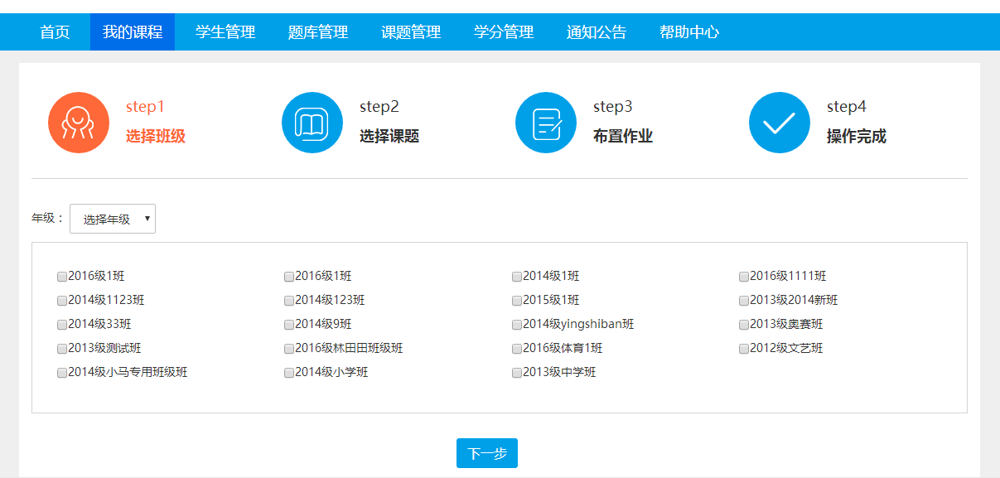 首页 我的课程 学生管理 题库管理 课题管理 学分管理 通知公告 帮助中心
step1 step2 step3 step4
选择班级 选择课题 布置作业 操作完成
年级： 选择年级
2016级1班 2016级1班 2014级1班 2016级1111班
2014级1123班 2014级123班 2015级1班 2013级2014新班
2014级33班 2014级9班 2014级yingshiban班 2013级奥赛班
2013级测试班 2016级林田田班级班 2016级体育1班 2012级文艺班
2014级小马专用班级班 2014级小学班 2013级中学班
下一步